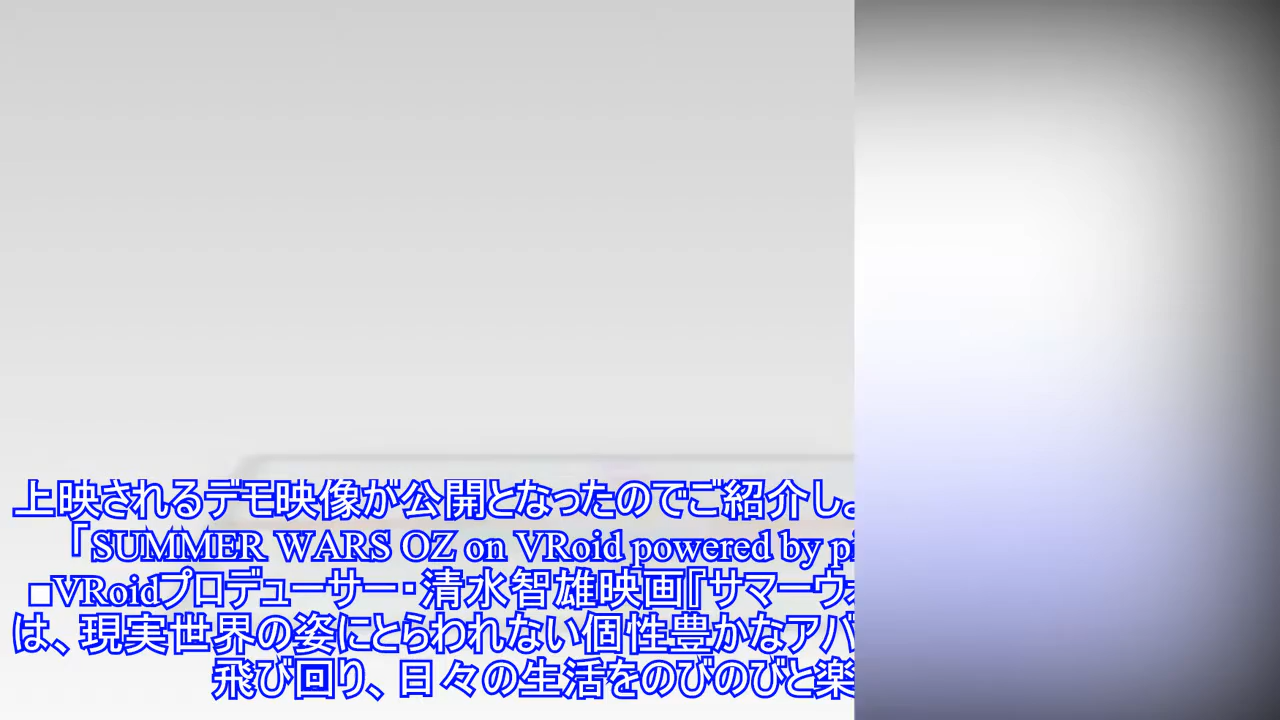 上映されるデモ映像が公開となったのでご紹介し
「SUMMER WARS OZ on VRoid powered by pi
■VRoidプロデューサー・清水智雄映画『サマーウォ
は、現実世界の姿にとらわれない個性豊かなアバ
飛び回り、日々の生活をのびのびと楽